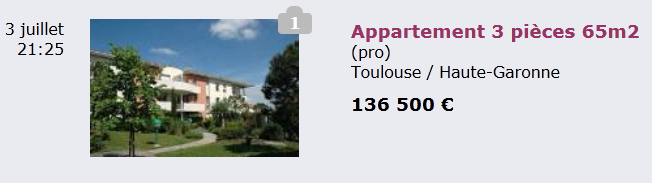 3 juillet
21:25
1
Appartement 3 pièces 65m2
(pro)
Toulouse / Haute-Garonne
136 500 €